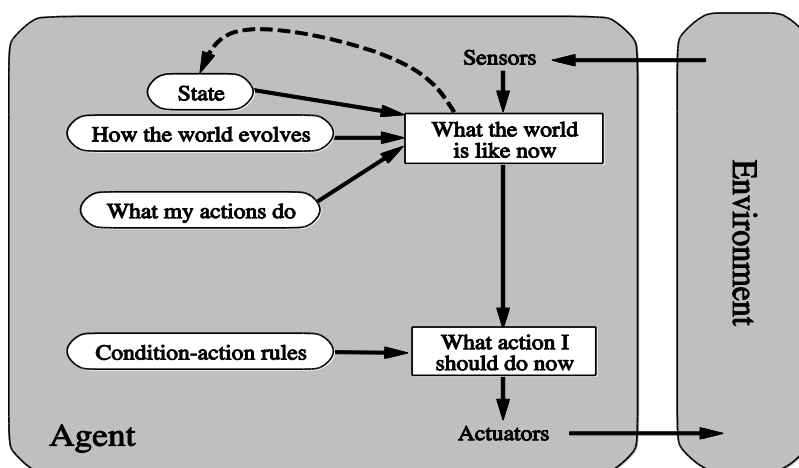 Sensors
State
How the world evolves
What the world
is like now
What my actions do
Environment
Condition-action rules
What action I
should do now
Agent
Actuators